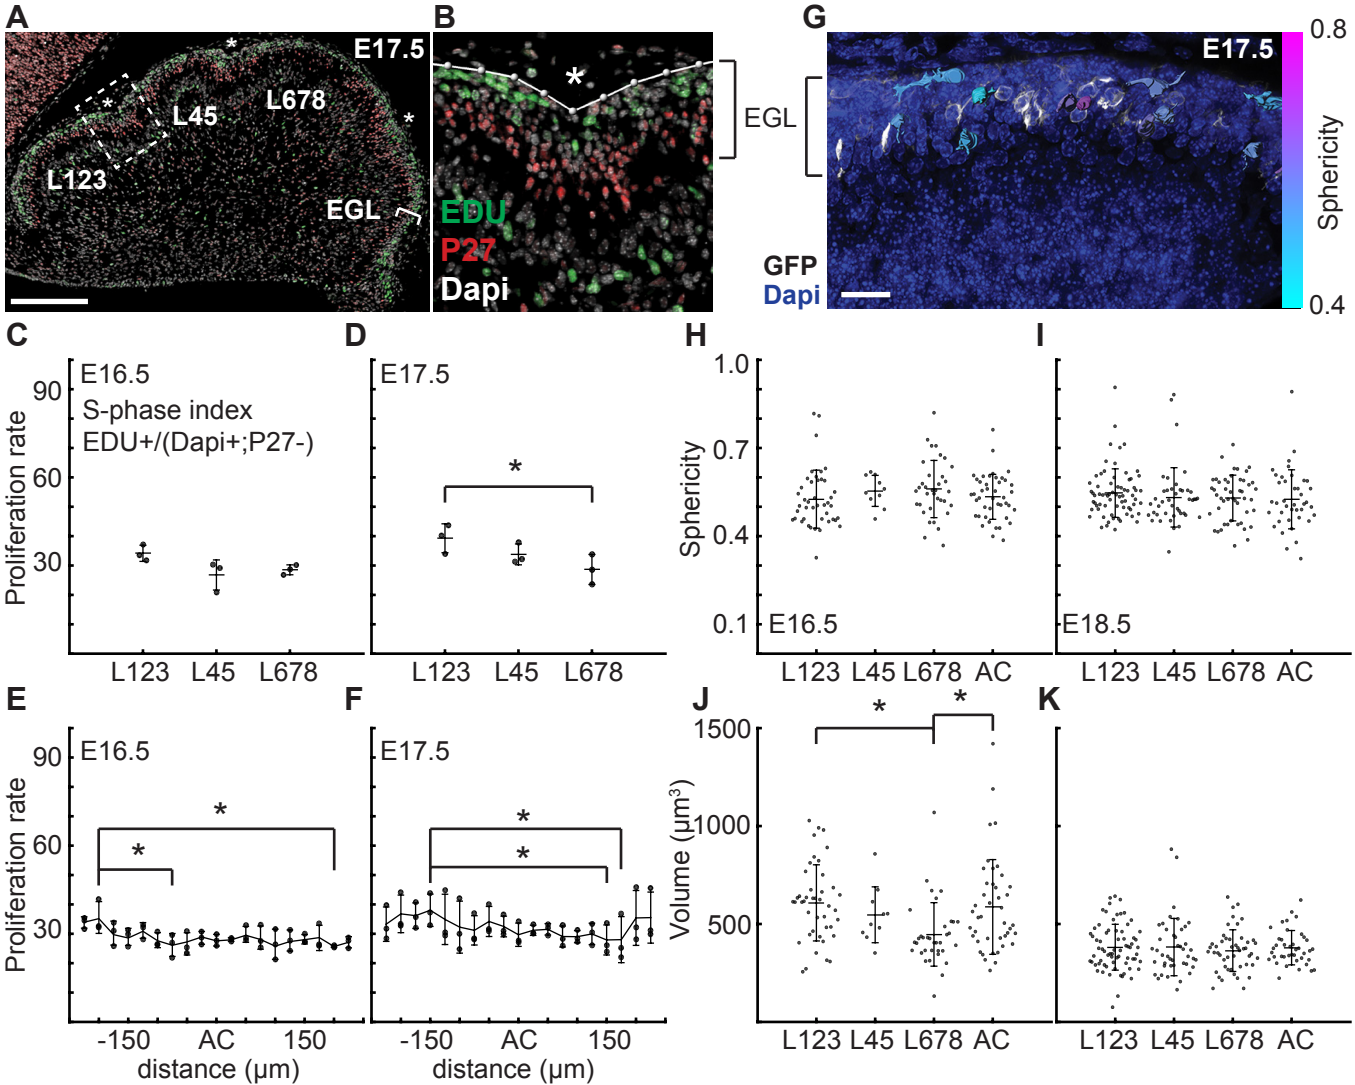 A
E17.5
*
*
*
L123
L45
L678
EGL
B
*
EDU
P27
Dapi
EGL
G
E17.5
EGL
GFP
Dapi
0.8
Sphericity
0.4
C
E16.5
S-phase index
EDU+/(Dapi+;P27-)
Proliferation rate
90
60
30
L123 L45 L678
D
E17.5
*
L123 L45 L678
E
E16.5
Proliferation rate
90
60
30
*
*
-150 AC 150
distance (µm)
F
E17.5
*
*
-150 AC 150
distance (µm)
H
Sphericity
1.0
0.7
0.4
0.1
E16.5
L123 L45 L678 AC
I
E18.5
L123 L45 L678 AC
J
Volume (µm³)
1500
1000
500
*
*
L123 L45 L678 AC
K
L123 L45 L678 AC